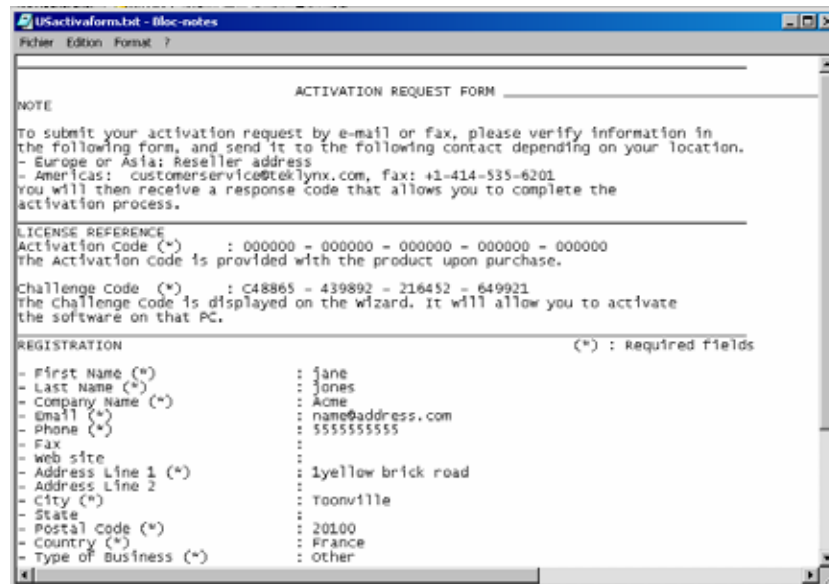 USactivaform.txt - Bloc-notes
Fichier Edition Format ?
ACTIVATION REQUEST FORM
NOTE
To submit your activation request by e-mail or fax, please verify information in
the following form, and send it to the following contact depending on your location.
- Europe or Asia: Reseller address
- Americas: customerservice@teklynx.com, fax: +1-414-535-6201
You will then receive a response code that allows you to complete the
activation process.
LICENSE REFERENCE
Activation Code (*) : 000000 - 000000 - 000000 - 000000 - 000000
The Activation Code is provided with the product upon purchase.
Challenge Code (*) : C48865 - 439892 - 216452 - 649921
The Challenge Code is displayed on the Wizard. It will allow you to activate
the software on that PC.
REGISTRATION (*) : Required fields
- First Name (*) : jane
- Last Name (*) : jones
- Company Name (*) : Acme
- Email (*) : name@address.com
- Phone (*) : 5555555555
- Fax :
- Web site :
- Address Line 1 (*) : 1yellow brick road
- Address Line 2 :
- City (*) : Toonville
- State :
- Postal Code (*) : 20100
- Country (*) : France
- Type of Business (*) : Other